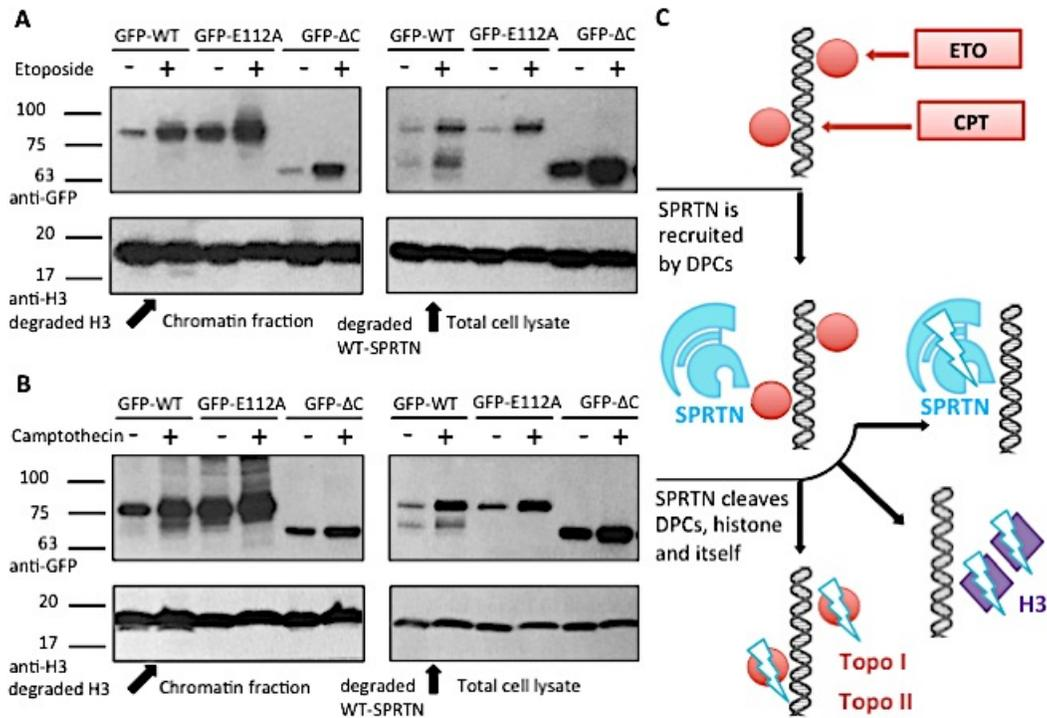 A
GFP-WT GFP-E112A GFP-ΔC GFP-WT GFP-E112A GFP-ΔC
Etoposide - + - + - + - + - + - +
100
75
63
anti-GFP
20
17
anti-H3
degraded H3 Chromatin fraction degraded WT-SPRTN Total cell lysate
B
GFP-WT GFP-E112A GFP-ΔC GFP-WT GFP-E112A GFP-ΔC
Camptothecin - + - + - + - + - + - +
100
75
63
anti-GFP
20
17
anti-H3
degraded H3 Chromatin fraction degraded WT-SPRTN Total cell lysate
C
ETO
CPT
SPRTN is
recruited
by DPCs
SPRTN
SPRTN
SPRTN cleaves
DPCs, histone
and itself
H3
Topo I
Topo II